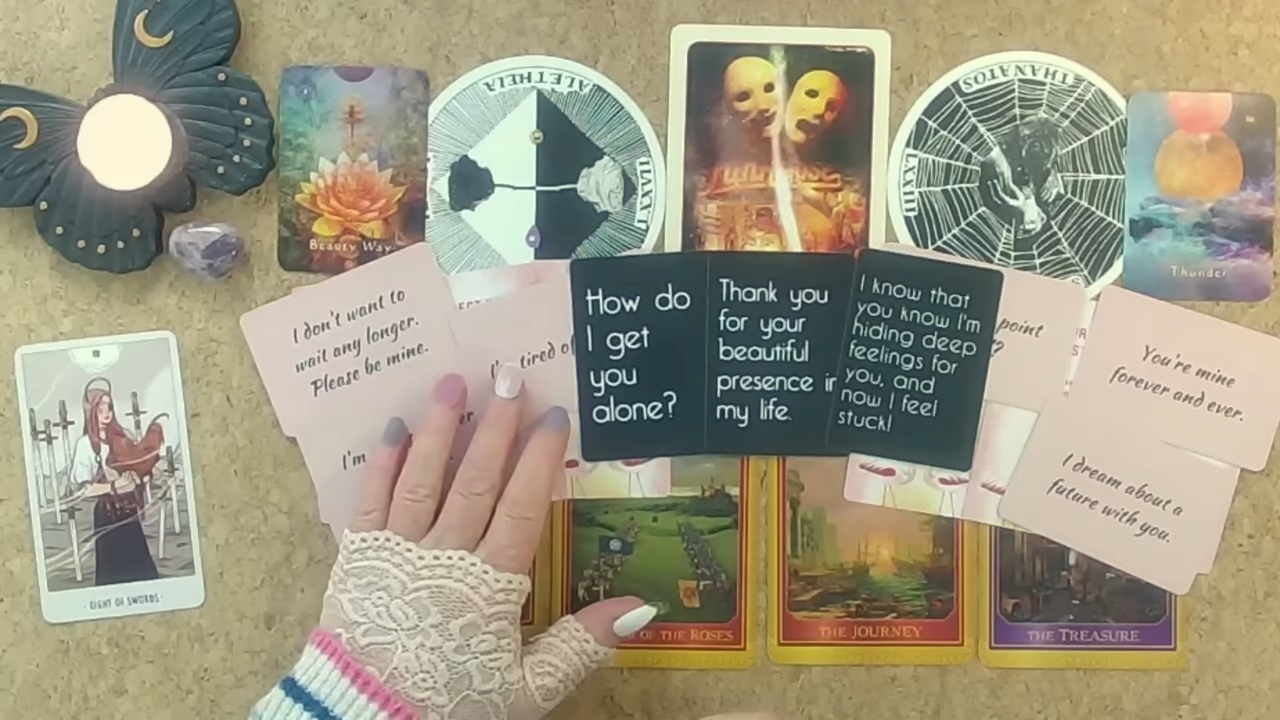 ALETHEIA
THANATOS
LXXIII
Beauty Way
Thunder
I don't want to
wait any longer.
Please be mine.
I'm tired of
I'm
How do
I get
you
alone?
Thank you
for your
beautiful
presence in
my life.
I know that
you know I'm
hiding deep
feelings for
you, and
now I feel
stuck!
point
You're mine
forever and ever.
I dream about a
future with you.
EIGHT OF SWORDS
OF THE ROSES
THE JOURNEY
THE TREASURE